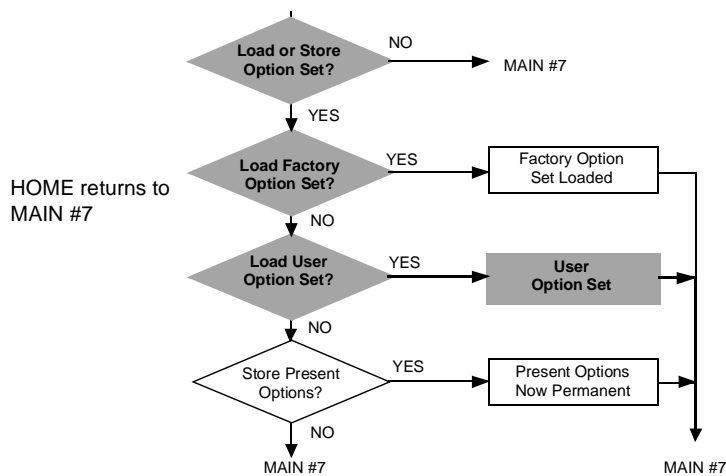 Load or Store
Option Set?
NO
MAIN #7
YES
Load Factory
Option Set?
YES
Factory Option
Set Loaded
HOME returns to
MAIN #7
NO
Load User
Option Set?
YES
User
Option Set
NO
Store Present
Options?
YES
Present Options
Now Permanent
NO
MAIN #7
MAIN #7